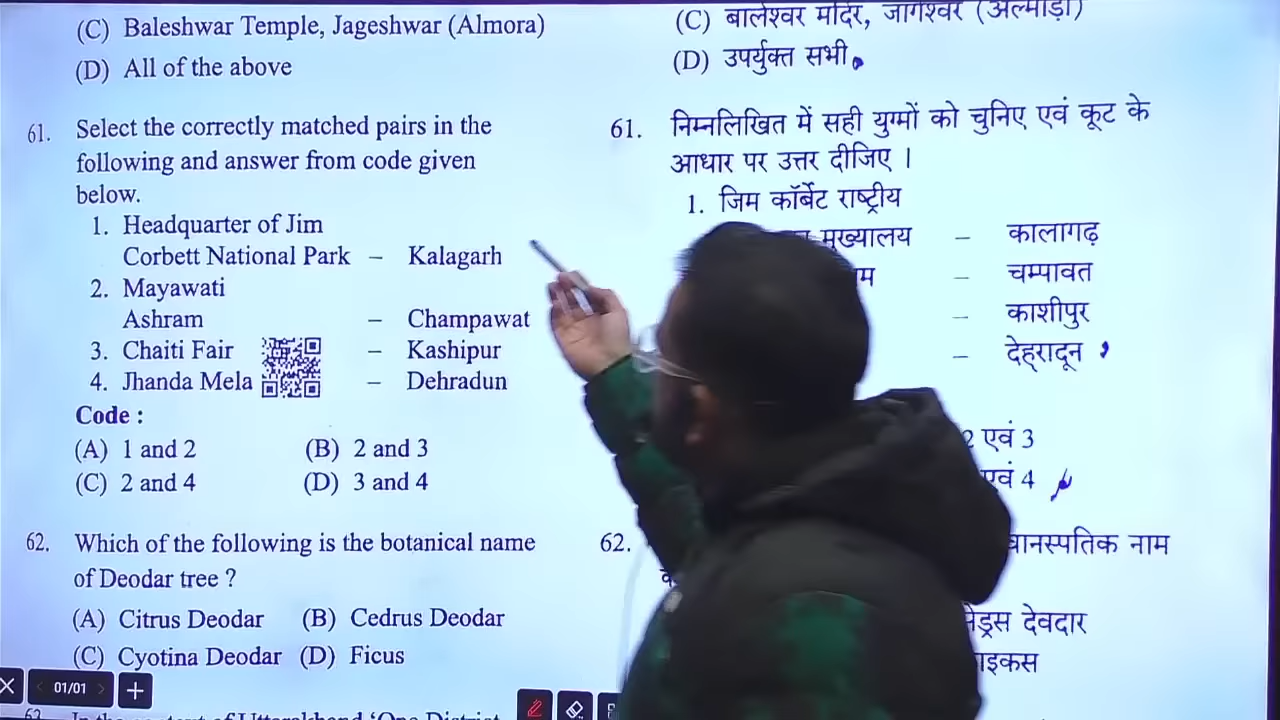 (C) Baleshwar Temple, Jageshwar (Almora)
(D) All of the above
61. Select the correctly matched pairs in the
following and answer from code given
below.
1. Headquarter of Jim
Corbett National Park – Kalagarh
2. Mayawati
Ashram – Champawat
3. Chaiti Fair – Kashipur
4. Jhanda Mela – Dehradun
Code :
(A) 1 and 2 (B) 2 and 3
(C) 2 and 4 (D) 3 and 4
62. Which of the following is the botanical name
of Deodar tree ?
(A) Citrus Deodar (B) Cedrus Deodar
(C) Cyotina Deodar (D) Ficus
01/01
(C) बालेश्वर मंदिर, जागेश्वर (अल्मोड़ा)
(D) उपर्युक्त सभी
61. निम्नलिखित में सही युग्मों को चुनिए एवं कूट के
आधार पर उत्तर दीजिए ।
1. जिम कॉर्बेट राष्ट्रीय
मुख्यालय – कालागढ़
– चम्पावत
– काशीपुर
– देहरादून
2 एवं 3
एवं 4
62. वानस्पतिक नाम
देवदार